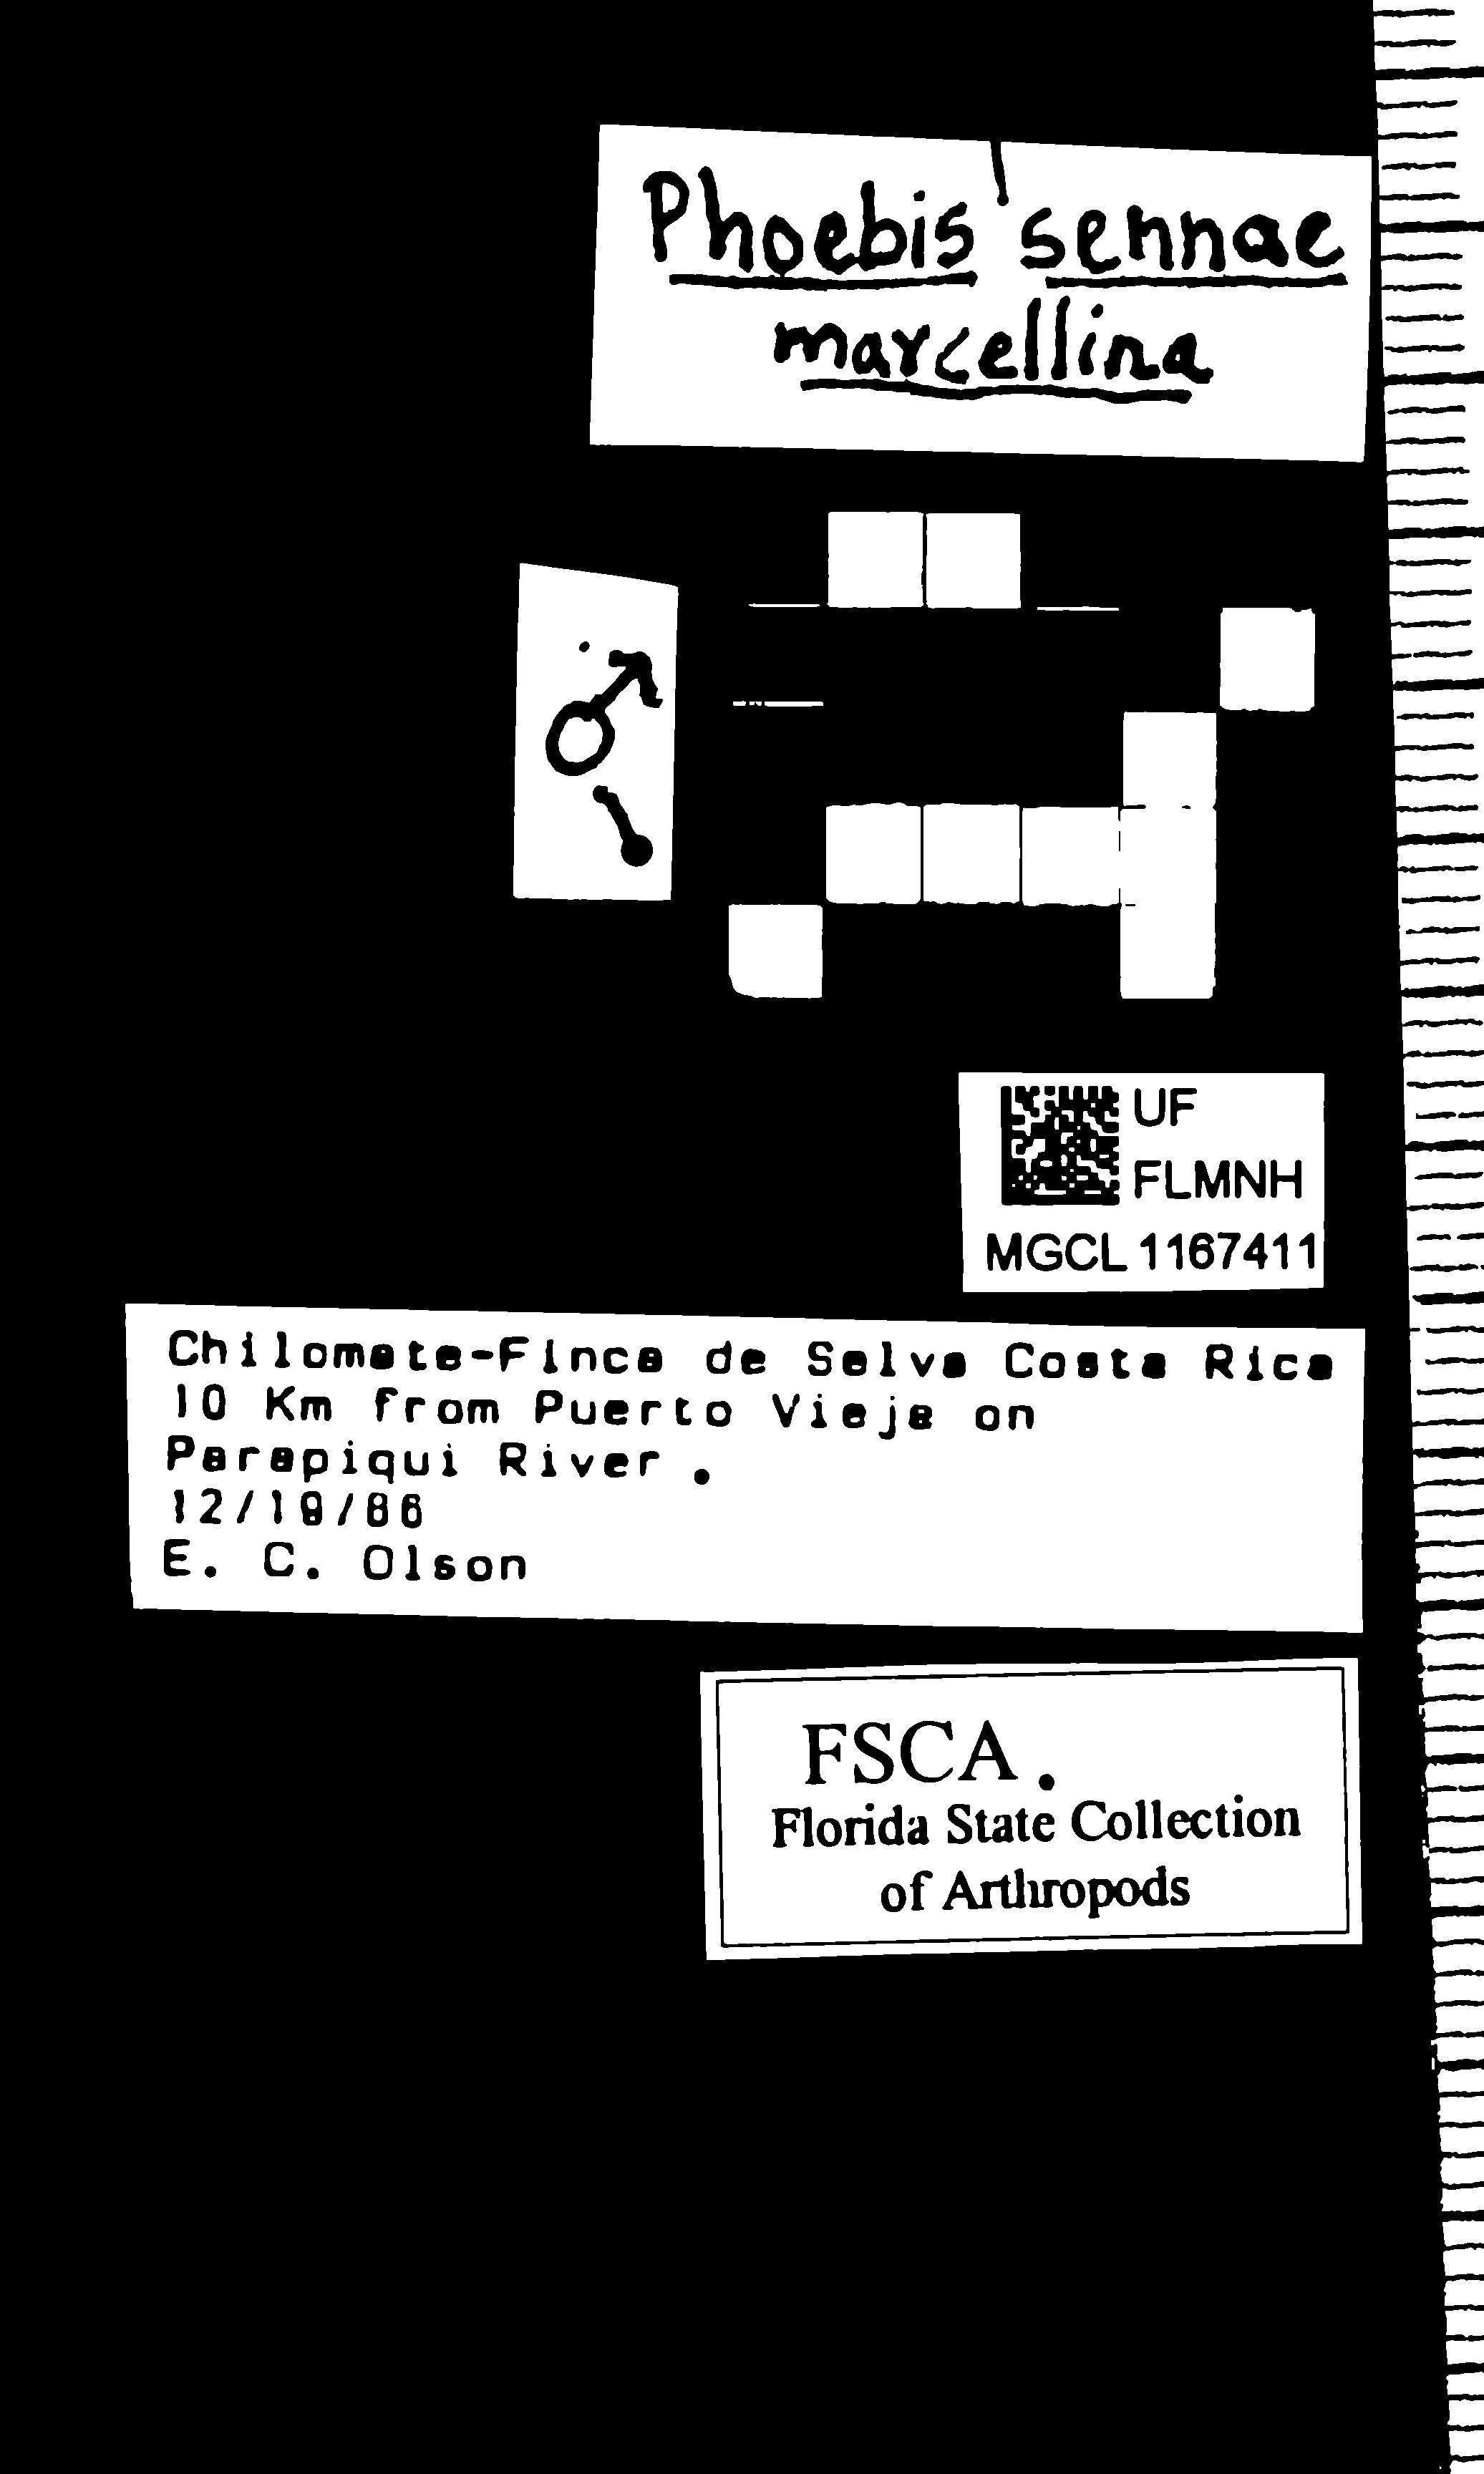 Phoebis sennae
marcellina
♂
UF
FLMNH
MGCL 1167411
Chilomate-Finca de Selva Costa Rica
10 Km from Puerto Vieja on
Parapiqui River .
12/19/86
E. C. Olson
FSCA
Florida State Collection
of Arthropods